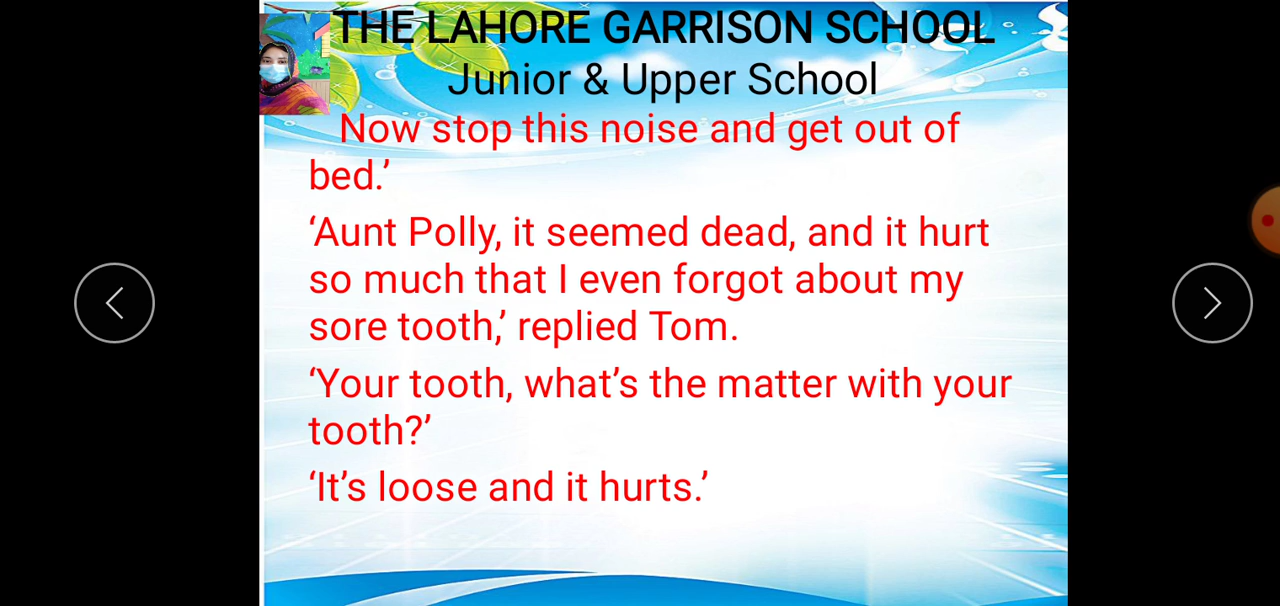 THE LAHORE GARRISON SCHOOL
Junior & Upper School
Now stop this noise and get out of
bed.’
‘Aunt Polly, it seemed dead, and it hurt
so much that I even forgot about my
sore tooth,’ replied Tom.
‘Your tooth, what’s the matter with your
tooth?’
‘It’s loose and it hurts.’